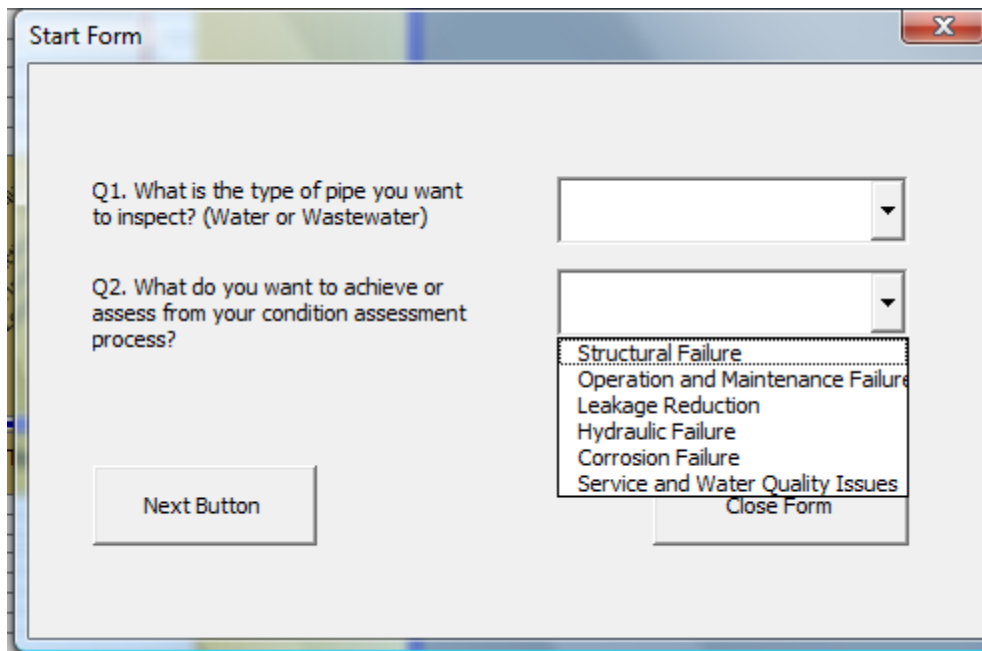 Start Form
Q1. What is the type of pipe you want
to inspect? (Water or Wastewater)
Q2. What do you want to achieve or
assess from your condition assessment
process?
Structural Failure
Operation and Maintenance Failure
Leakage Reduction
Hydraulic Failure
Corrosion Failure
Service and Water Quality Issues
Next Button
Close Form